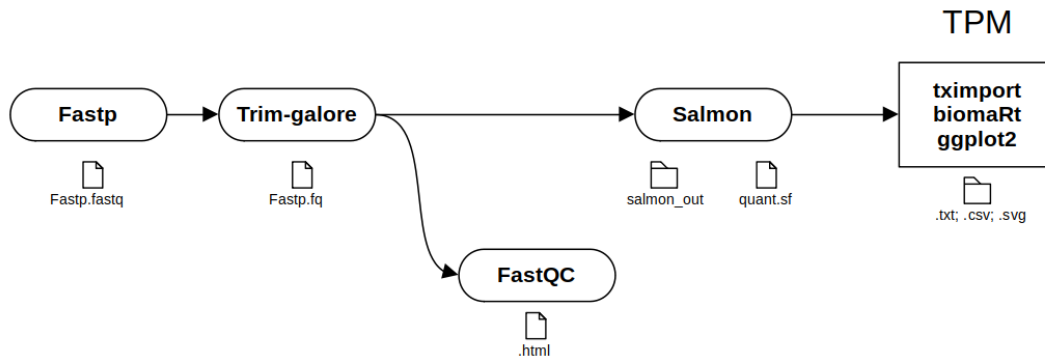 TPM
Fastp
Trim-galore
Salmon
tximport
biomaRt
ggplot2
Fastp.fastq
Fastp.fq
salmon_out
quant.sf
.txt; .csv; .svg
FastQC
.html